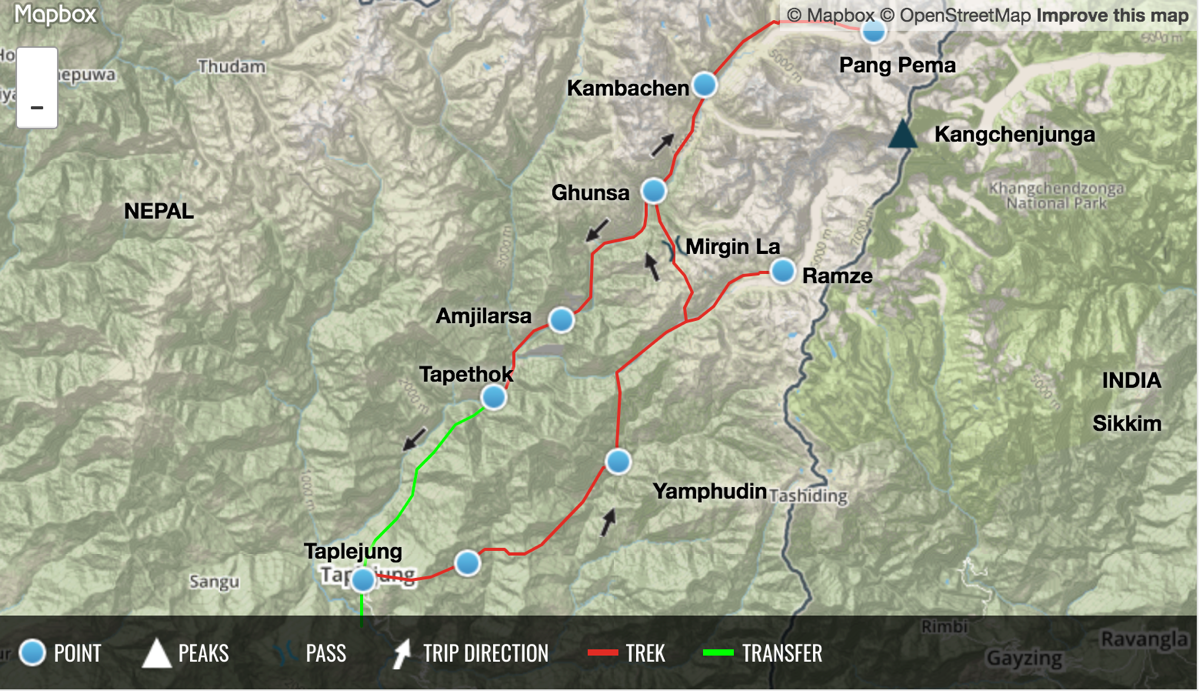 Mapbox
© Mapbox © OpenStreetMap Improve this map
−
Thudam
Pang Pema
Kambachen
Kangchenjunga
Ghunsa
Khangchendzonga
National Park
NEPAL
Mirgin La
Ramze
Amjilarsa
Tapethok
INDIA
Sikkim
Yamphudin
Tashiding
Taplejung
Taplejung
Sangu
Rimbi
Ravangla
Gayzing
POINT
PEAKS
PASS
TRIP DIRECTION
TREK
TRANSFER